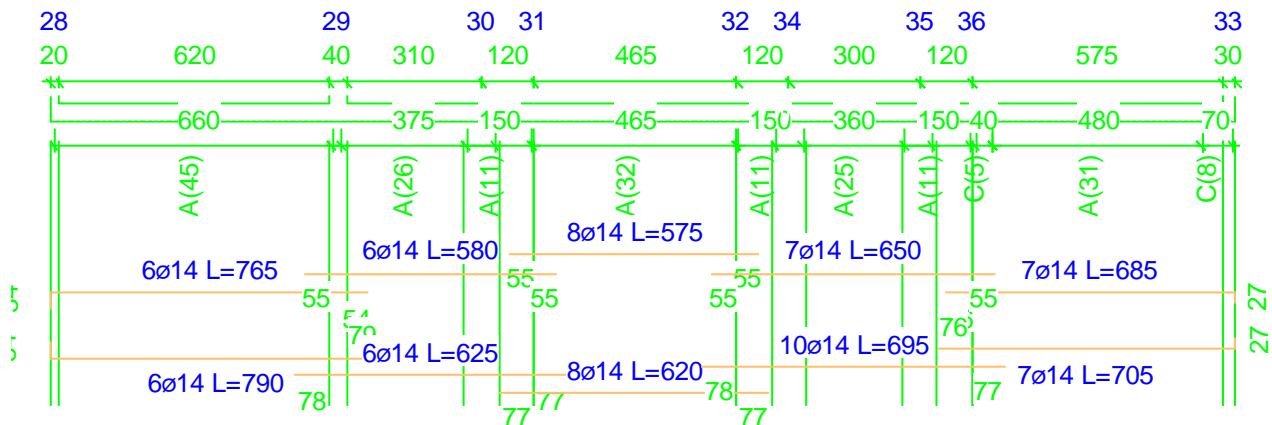 28 29 30 31 32 34 35 36 33
20 620 40 310 120 465 120 300 120 575 30
660 375 150 465 150 360 150 40 480 70
A(45) A(26) A(11) A(32) A(11) A(25) A(11) C(5) A(31) C(8)
8ø14 L=575
6ø14 L=580 7ø14 L=650
6ø14 L=765 7ø14 L=685
55 55
55 55 55 55 27
54
79 76
27
6ø14 L=625 10ø14 L=695
6ø14 L=790 8ø14 L=620 7ø14 L=705
78 77 78 77
77 77